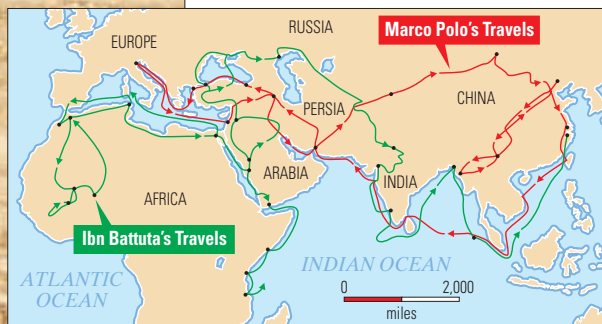 RUSSIA
EUROPE
Marco Polo's Travels
PERSIA
CHINA
ARABIA
INDIA
AFRICA
Ibn Battuta's Travels
ATLANTIC
OCEAN
INDIAN OCEAN
0 2,000
miles